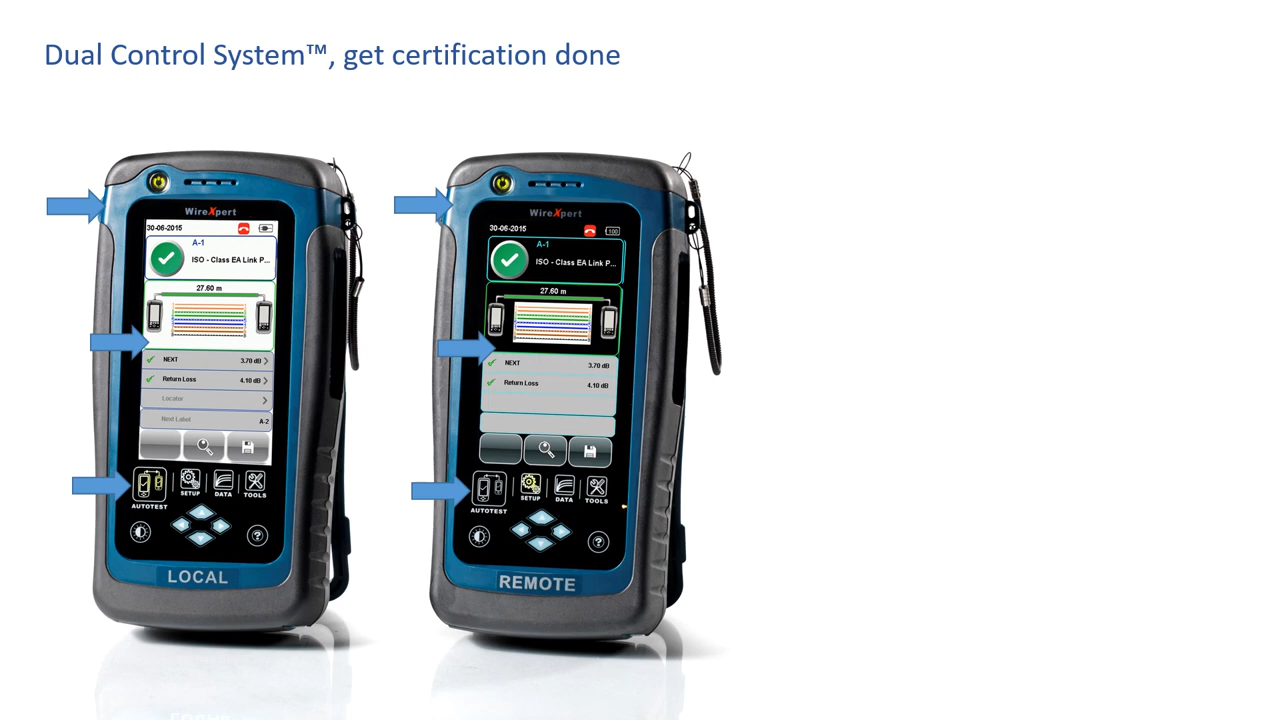 Dual Control System™, get certification done
WireXpert
30-06-2015
A-1
ISO - Class EA Link P...
27.60 m
NEXT 3.70 dB
Return Loss 4.10 dB
Locator
Next Label A-2
SETUP DATA TOOLS
AUTOTEST
?
LOCAL
WireXpert
30-06-2015 100
A-1
ISO - Class EA Link P...
27.60 m
NEXT 3.70 dB
Return Loss 4.10 dB
SETUP DATA TOOLS
AUTOTEST
?
REMOTE